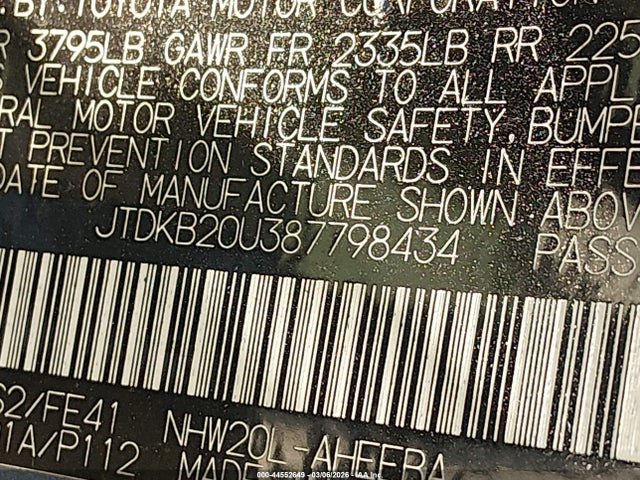 .BY:TOYOTA MOTOR CORPORATION
R 3795LB GAWR FR 2335LB RR 225
S VEHICLE CONFORMS TO ALL APPL
RAL MOTOR VEHICLE SAFETY, BUMP
T PREVENTION STANDARDS IN EFFE
DATE OF MANUFACTURE SHOWN ABOV
JTDKB20U387798434 PASS
S2/FE41
01A/P112 NHW20L-AHEEBA
MADE
000-44552649 03/06/2026 IAA Inc.